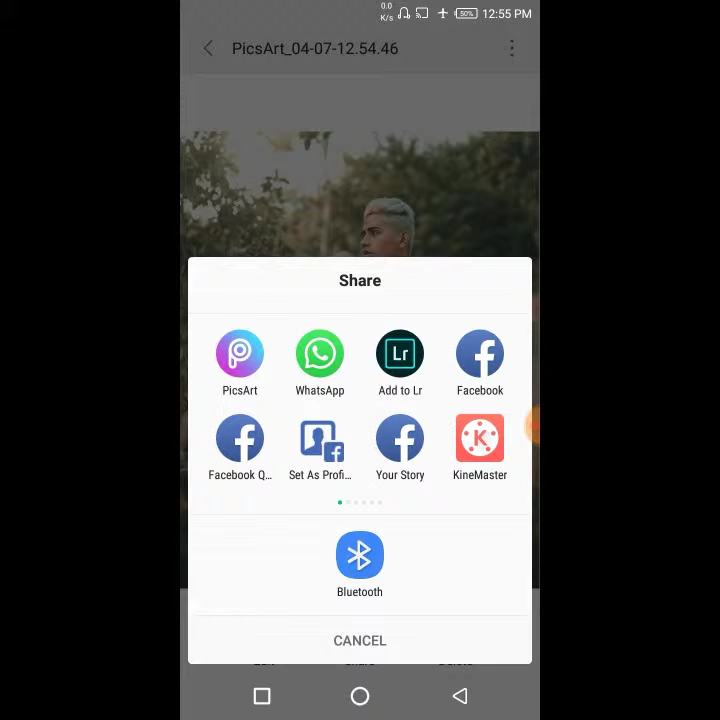 0.0
K/s
50%
12:55 PM
PicsArt_04-07-12.54.46
Share
PicsArt
WhatsApp
Lr
Add to Lr
Facebook
Facebook Q...
Set As Profi...
Your Story
K
KineMaster
Bluetooth
CANCEL